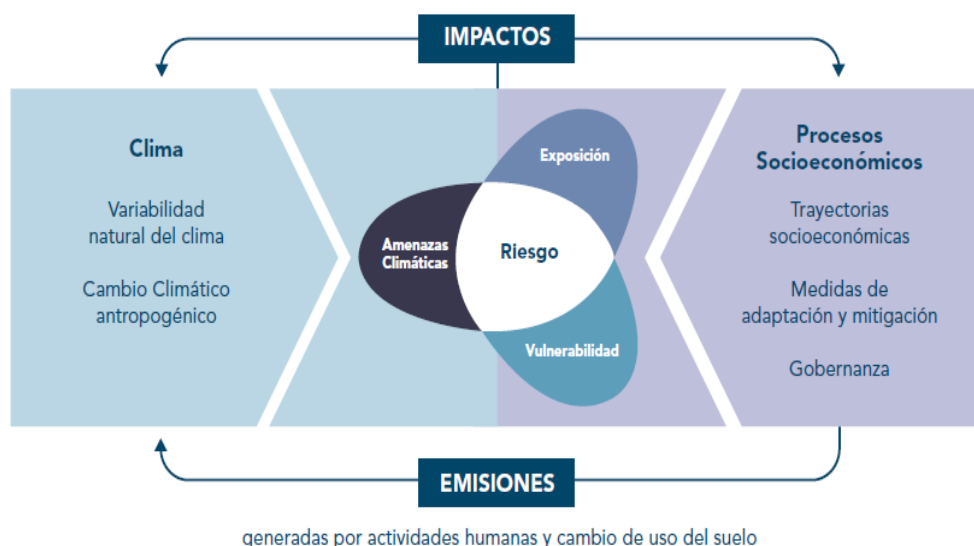 IMPACTOS
Clima
Variabilidad
natural del clima
Cambio Climático
antropogénico
Exposición
Amenazas
Climáticas
Riesgo
Vulnerabilidad
Procesos
Socioeconómicos
Trayectorias
socioeconómicas
Medidas de
adaptación y mitigación
Gobernanza
EMISIONES
generadas por actividades humanas y cambio de uso del suelo